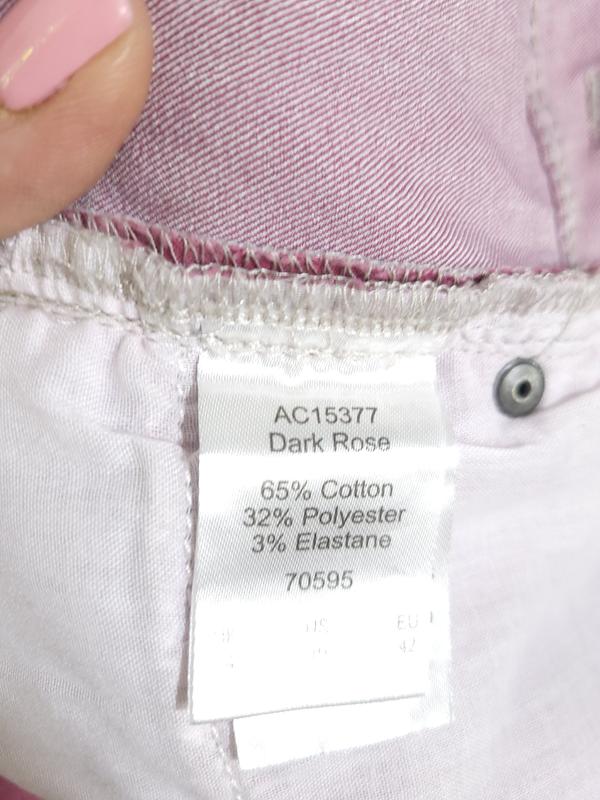 AC15377
Dark Rose
65% Cotton
32% Polyester
3% Elastane
70595
US EU
42